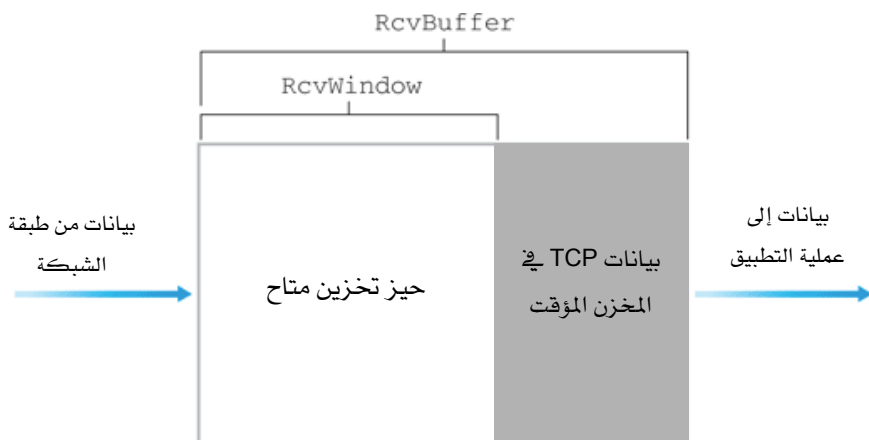 RcvBuffer
RcvWindow
بيانات من طبقة
الشبكة
حيز تخزين متاح
بيانات TCP في
المخزن المؤقت
بيانات إلى
عملية التطبيق